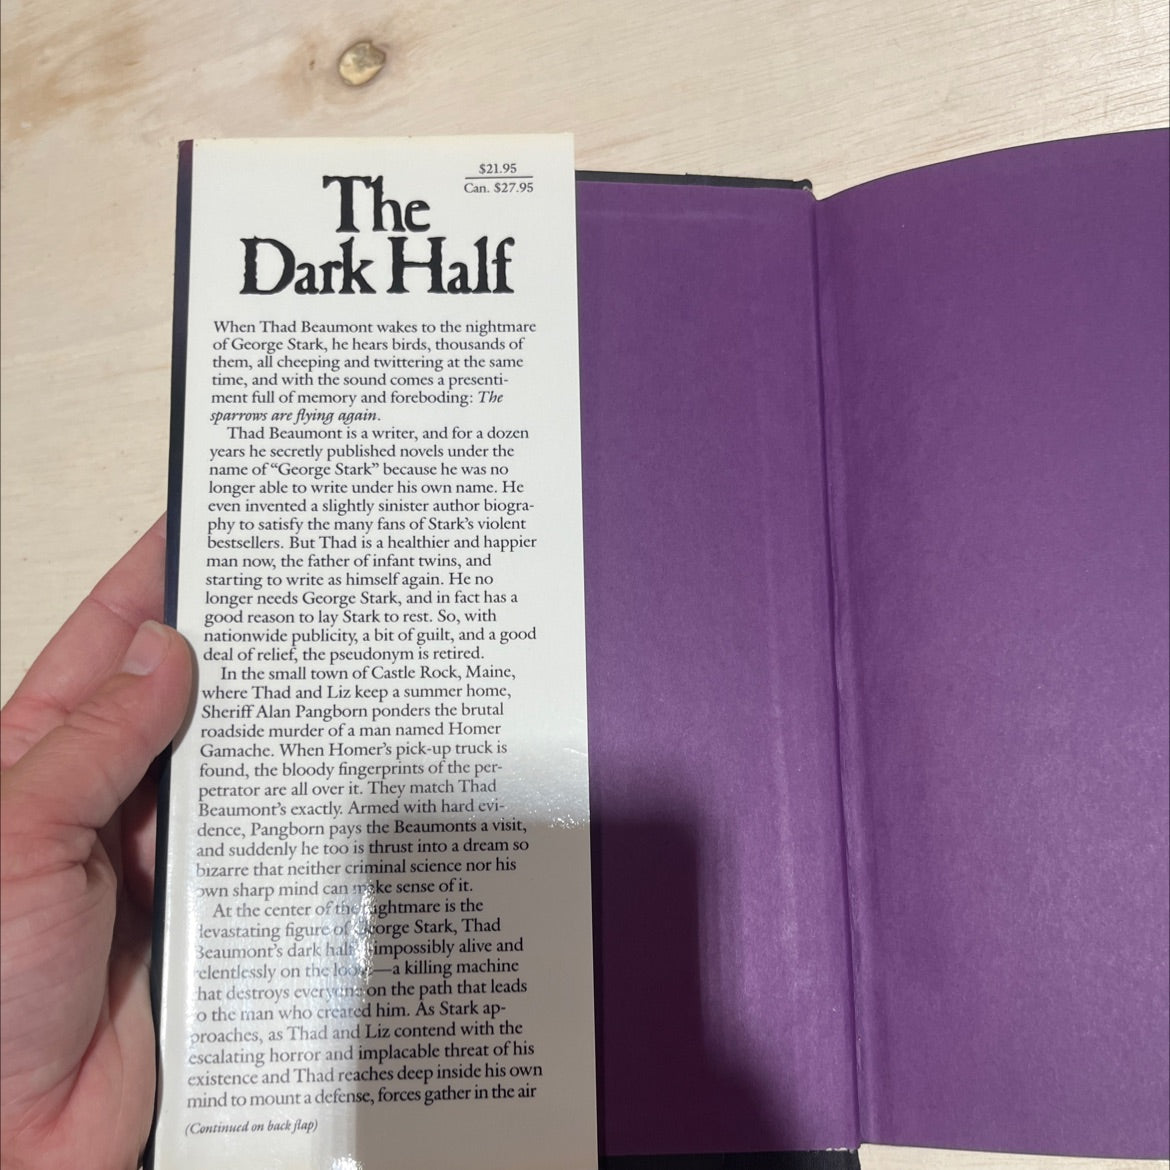 $21.95
Can. $27.95
The
Dark Half
When Thad Beaumont wakes to the nightmare
of George Stark, he hears birds, thousands of
them, all cheeping and twittering at the same
time, and with the sound comes a presenti-
ment full of memory and foreboding: The
sparrows are flying again.
Thad Beaumont is a writer, and for a dozen
years he secretly published novels under the
name of “George Stark” because he was no
longer able to write under his own name. He
even invented a slightly sinister author biogra-
phy to satisfy the many fans of Stark’s violent
bestsellers. But Thad is a healthier and happier
man now, the father of infant twins, and
starting to write as himself again. He no
longer needs George Stark, and in fact has a
good reason to lay Stark to rest. So, with
nationwide publicity, a bit of guilt, and a good
deal of relief, the pseudonym is retired.
In the small town of Castle Rock, Maine,
where Thad and Liz keep a summer home,
Sheriff Alan Pangborn ponders the brutal
roadside murder of a man named Homer
Gamache. When Homer’s pick-up truck is
found, the bloody fingerprints of the per-
petrator are all over it. They match Thad
Beaumont’s exactly. Armed with hard evi-
dence, Pangborn pays the Beaumonts a visit,
and suddenly he too is thrust into a dream so
bizarre that neither criminal science nor his
own sharp mind can make sense of it.
At the center of the nightmare is the
devastating figure of George Stark, Thad
Beaumont’s dark half—impossibly alive and
relentlessly on the loose—a killing machine
that destroys everyone on the path that leads
to the man who created him. As Stark ap-
proaches, as Thad and Liz contend with the
escalating horror and implacable threat of his
existence and Thad reaches deep inside his own
mind to mount a defense, forces gather in the air
(Continued on back flap)